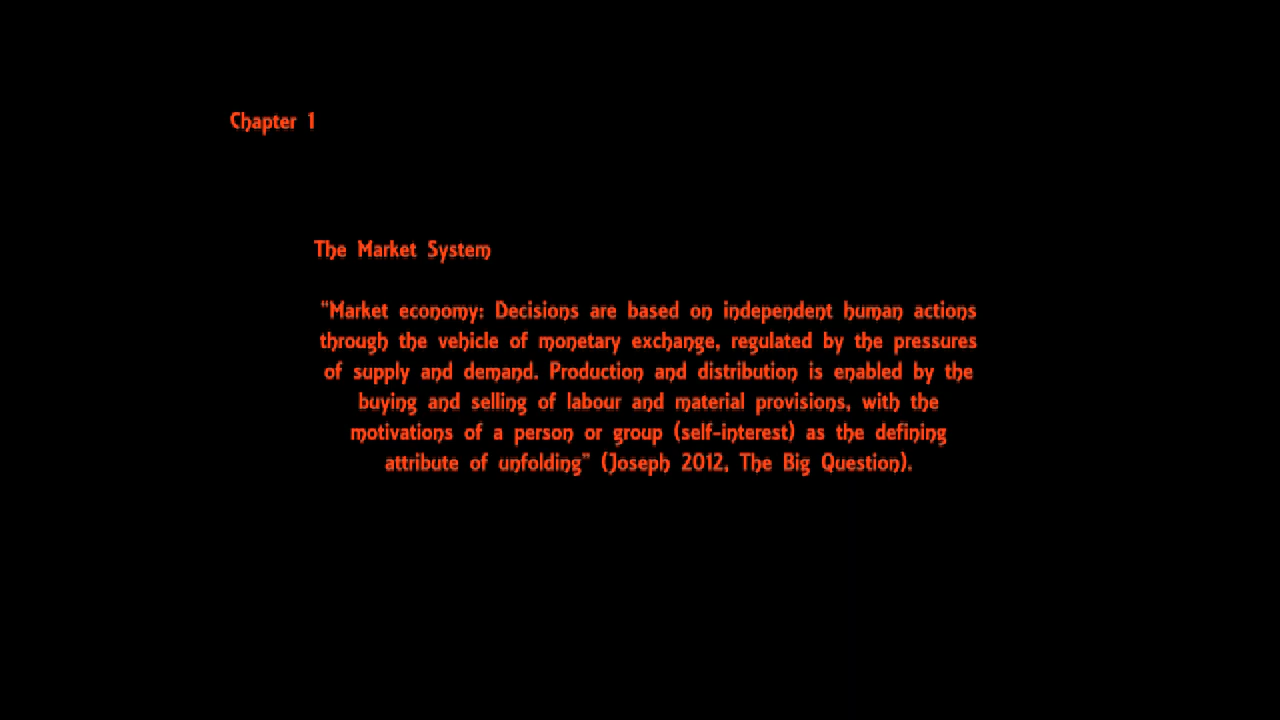 Chapter 1
The Market System
“Market economy: Decisions are based on independent human actions
through the vehicle of monetary exchange, regulated by the pressures
of supply and demand. Production and distribution is enabled by the
buying and selling of labour and material provisions, with the
motivations of a person or group (self-interest) as the defining
attribute of unfolding” (Joseph 2012, The Big Question).